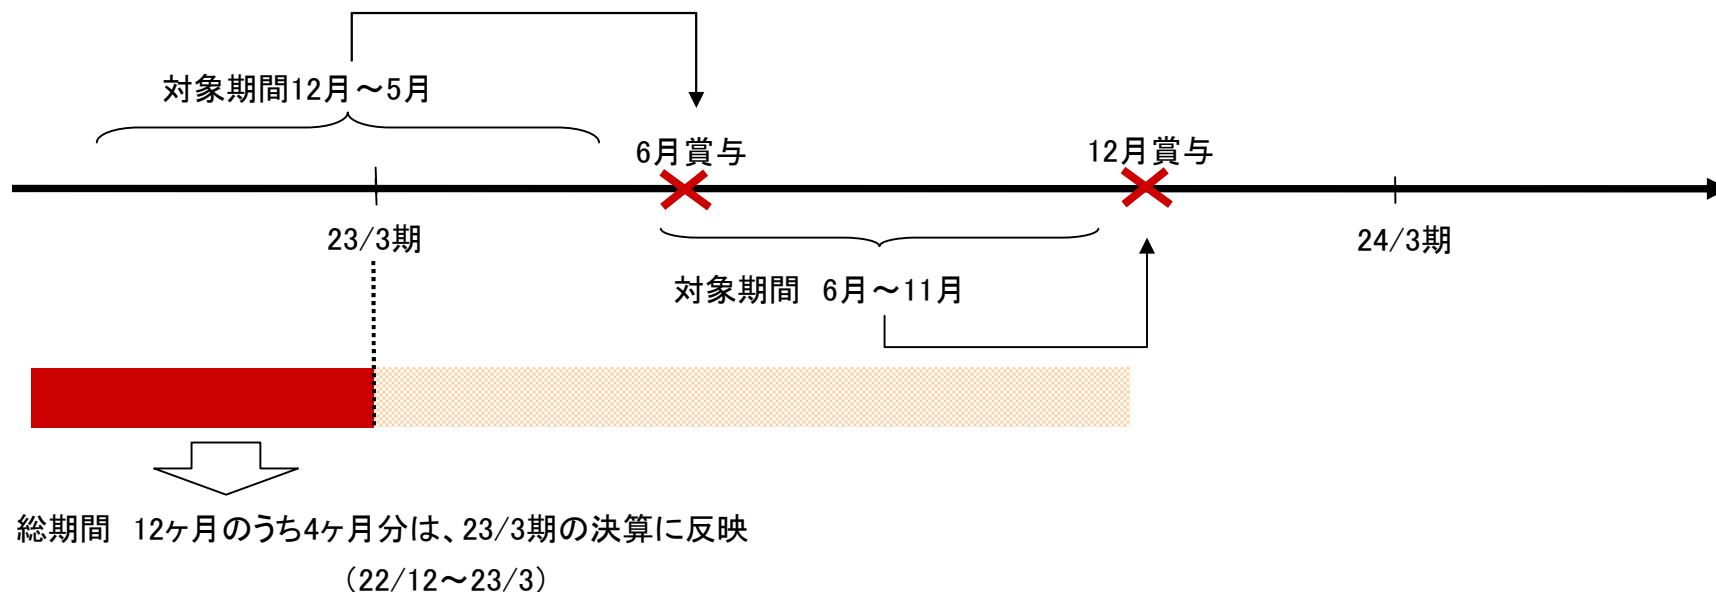 対象期間12月～5月
6月賞与
12月賞与
23/3期
24/3期
対象期間　6月～11月
総期間　12ヶ月のうち4ヶ月分は、23/3期の決算に反映
（22/12～23/3）